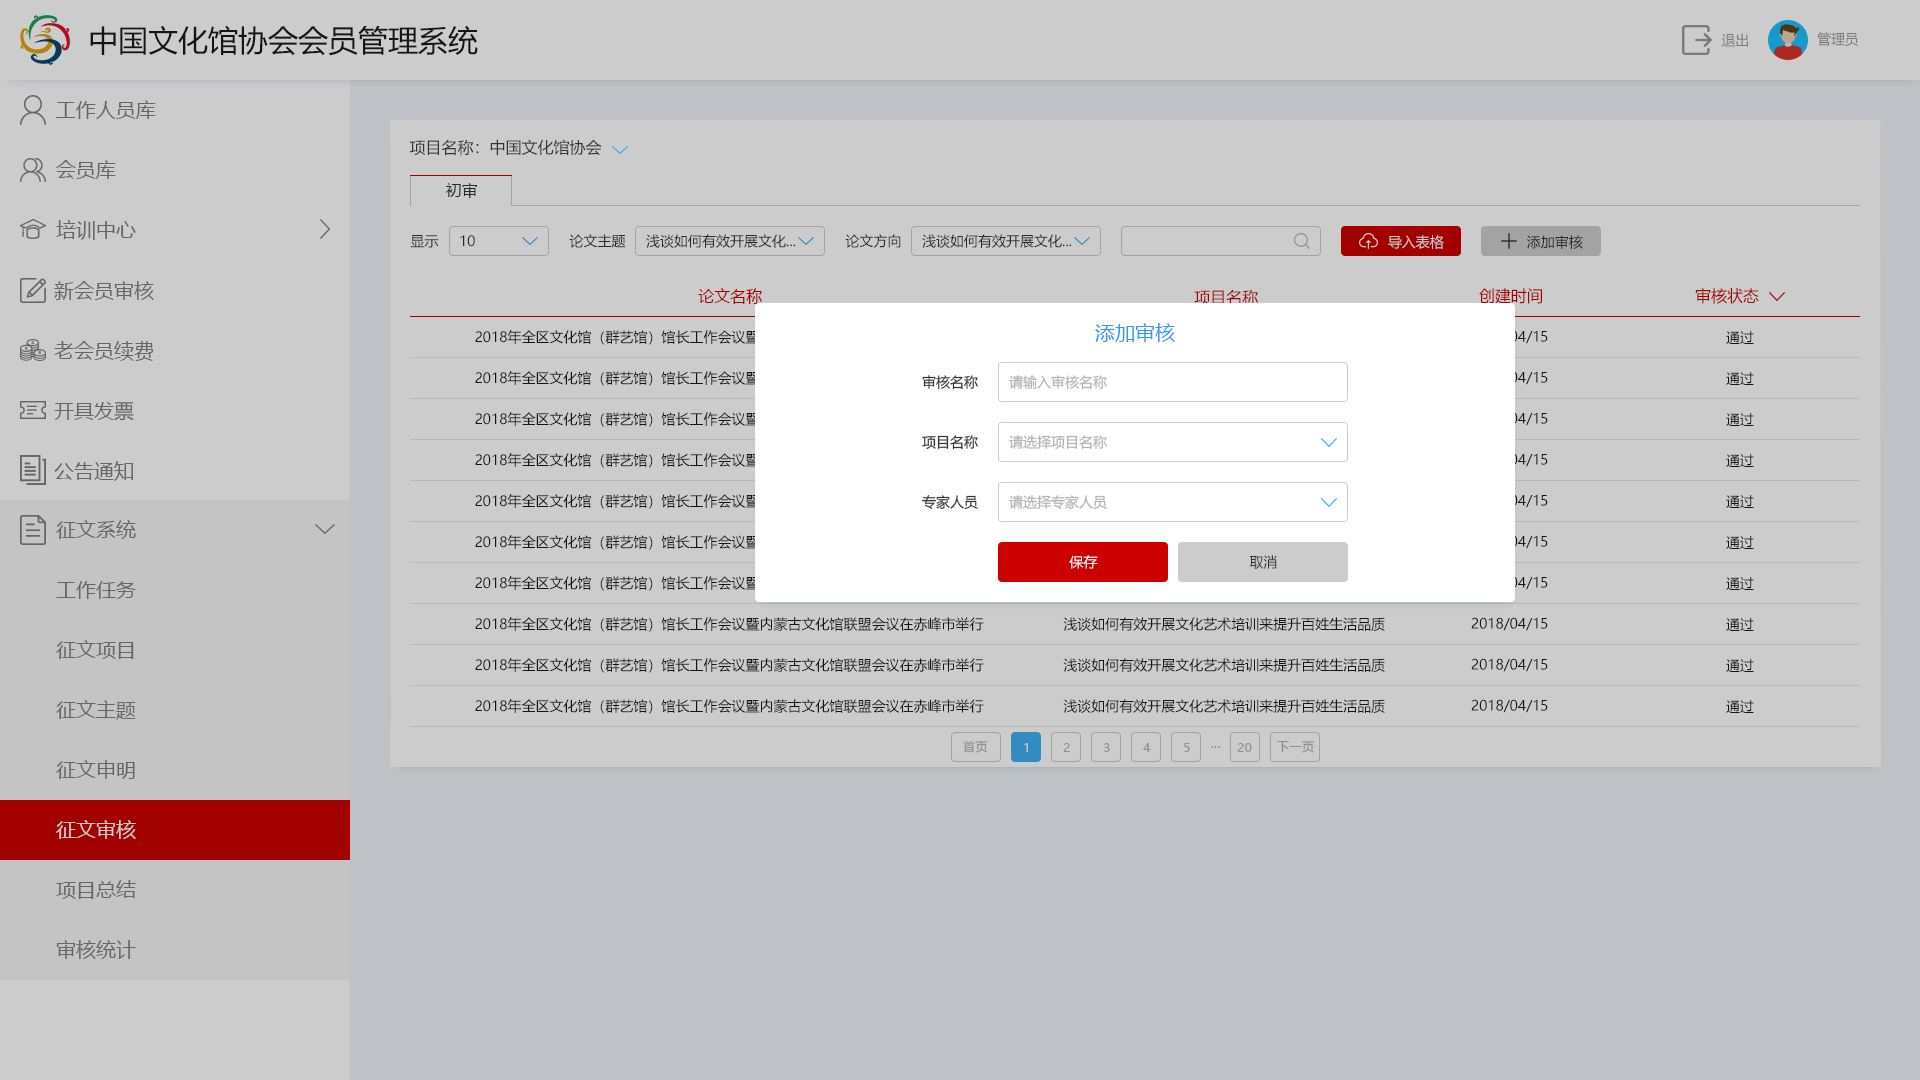 中国文化馆协会会员管理系统
退出
管理员
工作人员库
会员库
培训中心
新会员审核
老会员续费
开具发票
公告通知
征文系统
工作任务
征文项目
征文主题
征文申明
征文审核
项目总结
审核统计
项目名称：中国文化馆协会
初审
显示 10 论文主题 浅谈如何有效开展文化... 论文方向 浅谈如何有效开展文化... 导入表格 添加审核
论文名称 项目名称 创建时间 审核状态
2018年全区文化馆（群艺馆）馆长工作会议暨 04/15 通过
2018年全区文化馆（群艺馆）馆长工作会议暨 04/15 通过
2018年全区文化馆（群艺馆）馆长工作会议暨 04/15 通过
2018年全区文化馆（群艺馆）馆长工作会议暨 04/15 通过
2018年全区文化馆（群艺馆）馆长工作会议暨 04/15 通过
2018年全区文化馆（群艺馆）馆长工作会议暨 04/15 通过
2018年全区文化馆（群艺馆）馆长工作会议暨 04/15 通过
2018年全区文化馆（群艺馆）馆长工作会议暨内蒙古文化馆联盟会议在赤峰市举行 浅谈如何有效开展文化艺术培训来提升百姓生活品质 2018/04/15 通过
2018年全区文化馆（群艺馆）馆长工作会议暨内蒙古文化馆联盟会议在赤峰市举行 浅谈如何有效开展文化艺术培训来提升百姓生活品质 2018/04/15 通过
2018年全区文化馆（群艺馆）馆长工作会议暨内蒙古文化馆联盟会议在赤峰市举行 浅谈如何有效开展文化艺术培训来提升百姓生活品质 2018/04/15 通过
首页 1 2 3 4 5 ··· 20 下一页
添加审核
审核名称 请输入审核名称
项目名称 请选择项目名称
专家人员 请选择专家人员
保存 取消